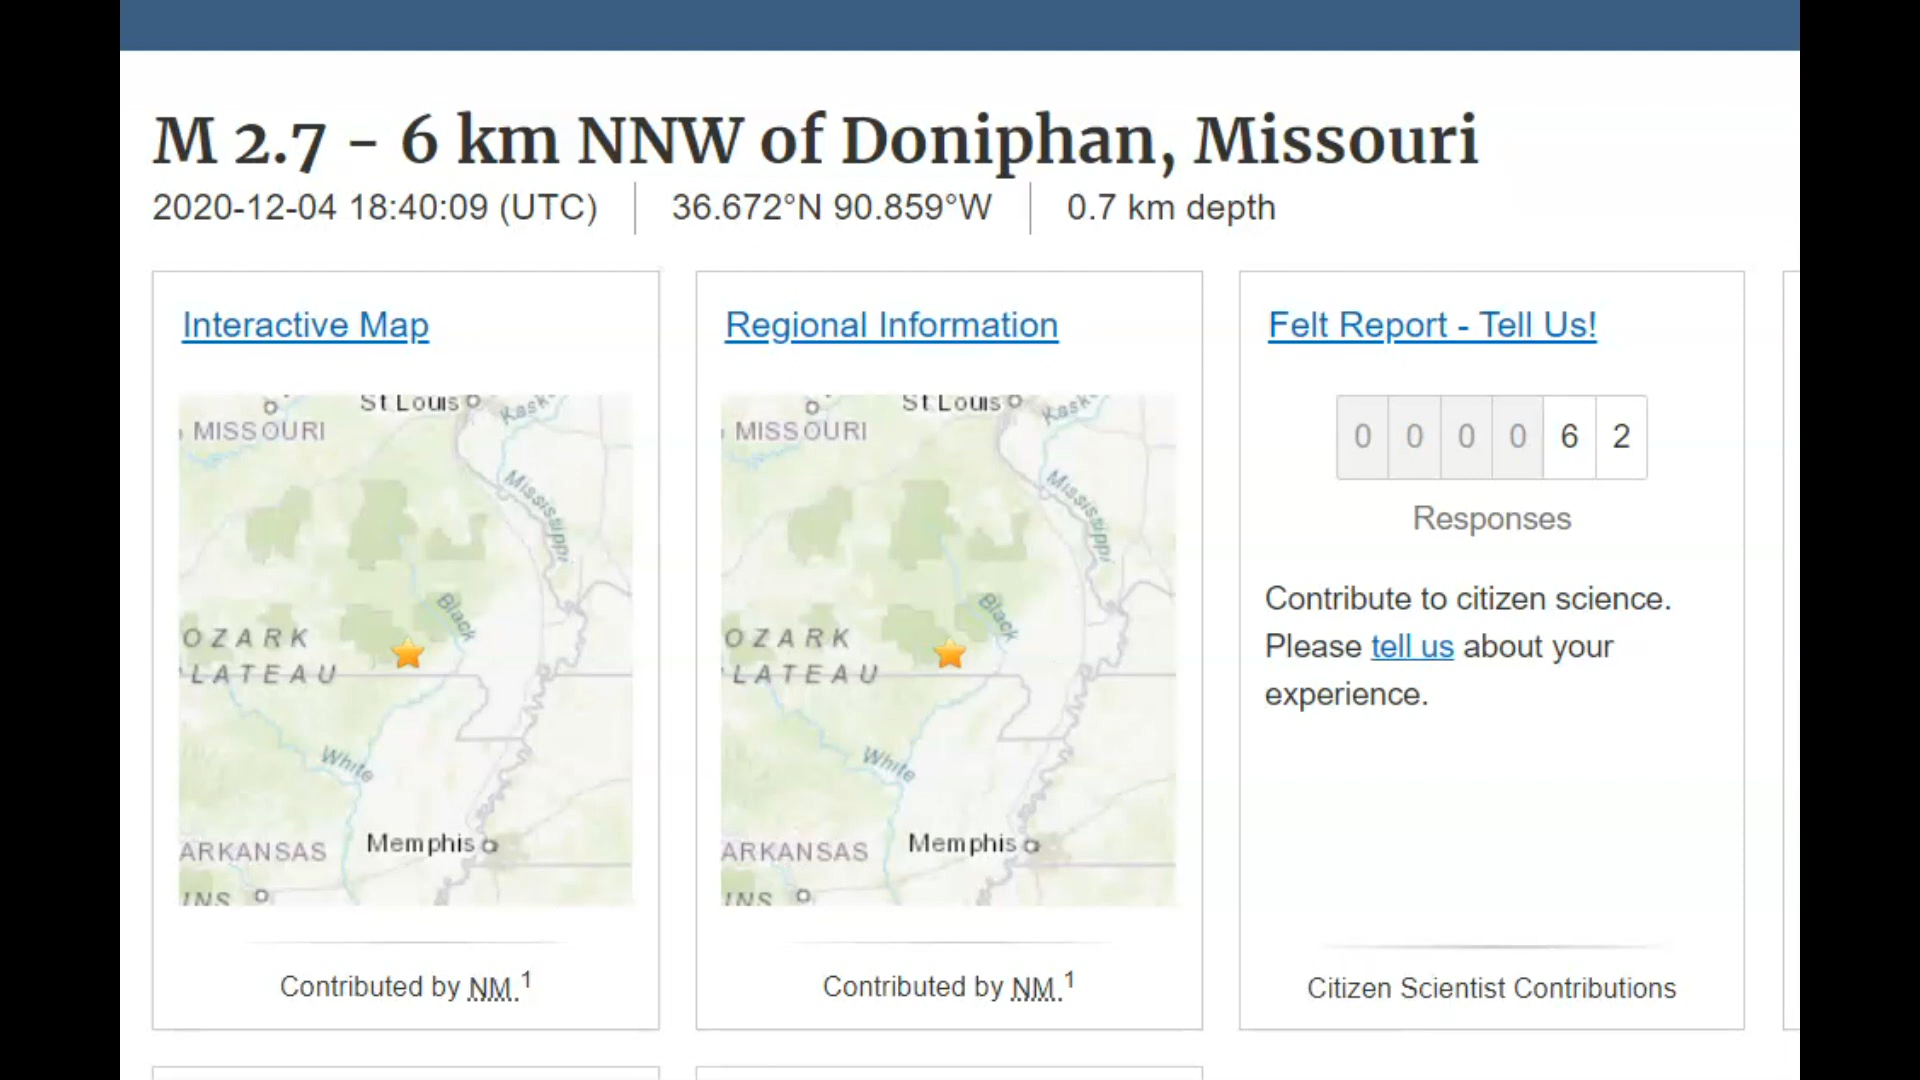 M 2.7 - 6 km NNW of Doniphan, Missouri
2020-12-04 18:40:09 (UTC)
36.672°N 90.859°W
0.7 km depth
Interactive Map
St Louis
Kask
MISSOURI
Mississippi
Black
OZARK
LATEAU
White
Memphis
ARKANSAS
INS
Contributed by NM 1
Regional Information
St Louis
Kask
MISSOURI
Mississippi
Black
OZARK
LATEAU
White
Memphis
ARKANSAS
INS
Contributed by NM 1
Felt Report - Tell Us!
0 0 0 0 6 2
Responses
Contribute to citizen science.
Please tell us about your
experience.
Citizen Scientist Contributions